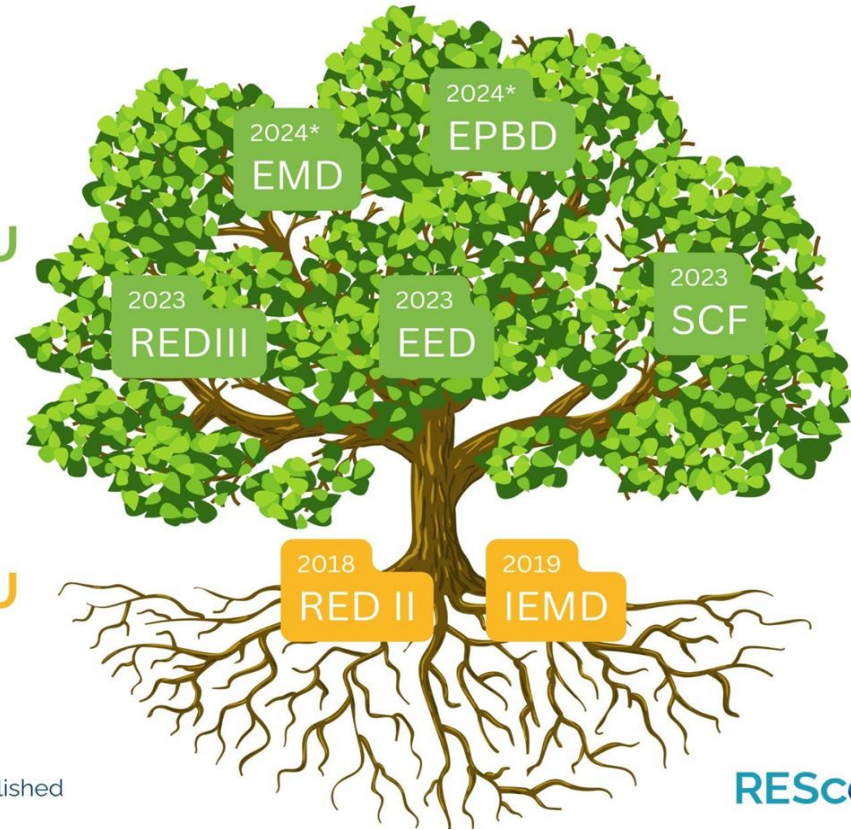 2024*
EMD
2024*
EPBD
2023
REDIII
2023
EED
2023
SCF
2018
RED II
2019
IEMD